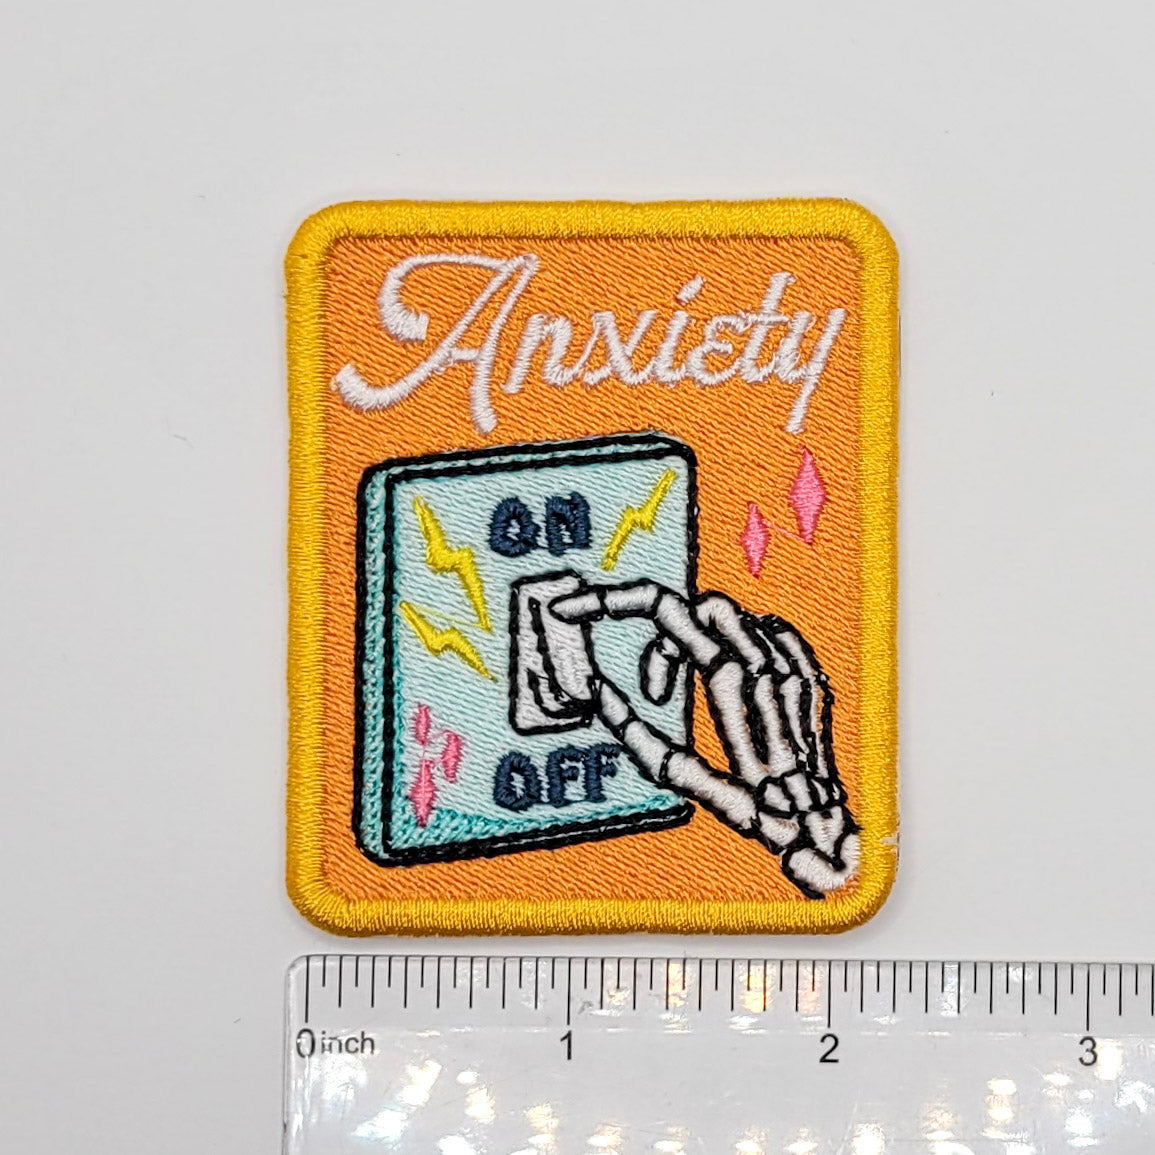 Anxiety
ON
OFF
0 inch 1 2 3